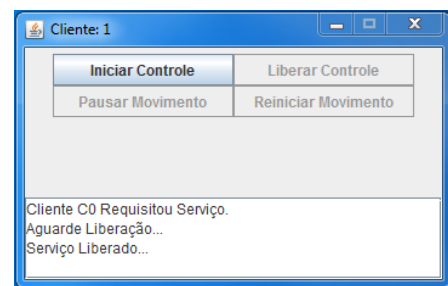 Cliente: 1
Iniciar Controle Liberar Controle
Pausar Movimento Reiniciar Movimento
Cliente C0 Requisitou Serviço.
Aguarde Liberação...
Serviço Liberado...